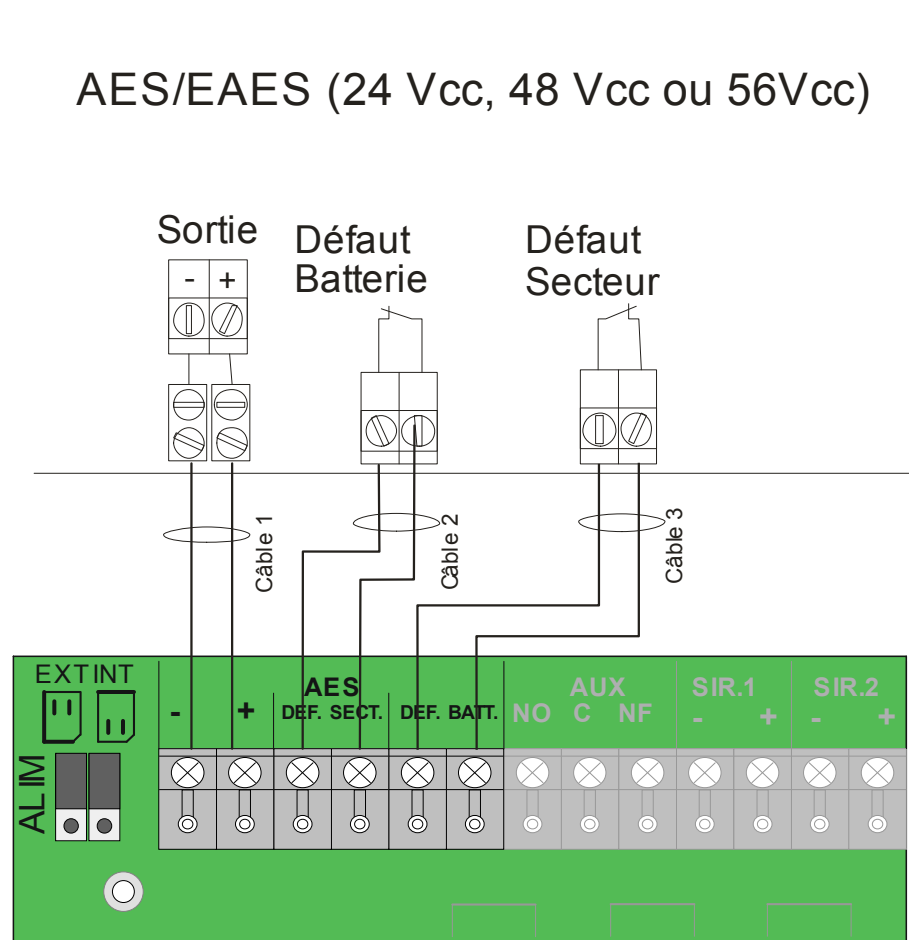 AES/EAES (24 Vcc, 48 Vcc ou 56Vcc)
Sortie
- +
Défaut
Batterie
Défaut
Secteur
Câble 1
Câble 2
Câble 3
EXT INT
ALIM
- +
AES
DEF. SECT. DEF. BATT.
AUX
NO C NF
SIR.1
- +
SIR.2
- +